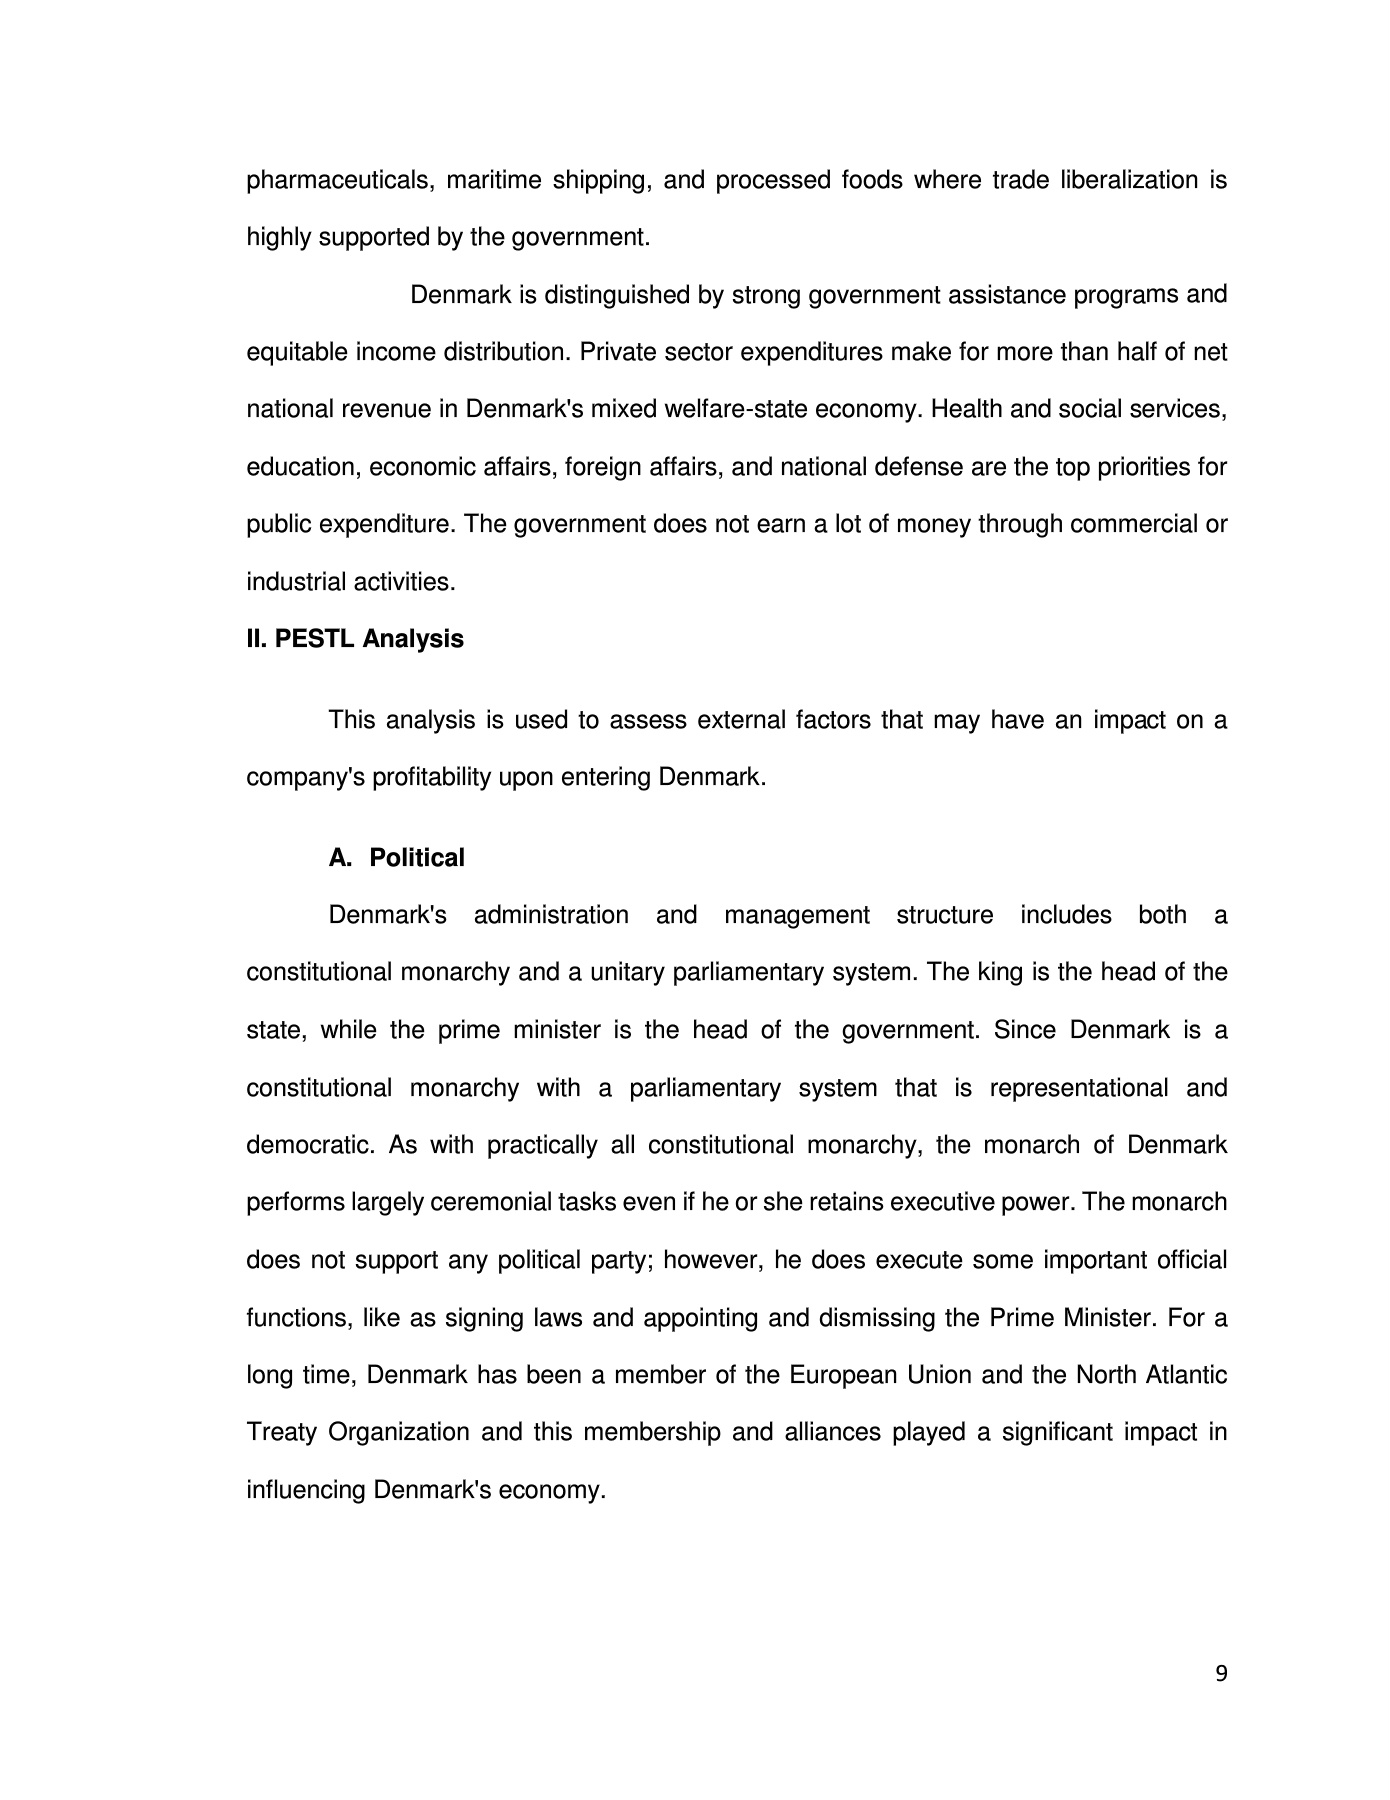 pharmaceuticals, maritime shipping, and processed foods where trade liberalization is
highly supported by the government.
Denmark is distinguished by strong government assistance programs and
equitable income distribution. Private sector expenditures make for more than half of net
national revenue in Denmark's mixed welfare-state economy. Health and social services,
education, economic affairs, foreign affairs, and national defense are the top priorities for
public expenditure. The government does not earn a lot of money through commercial or
industrial activities.
II. PESTL Analysis
This analysis is used to assess external factors that may have an impact on a
company's profitability upon entering Denmark.
A. Political
Denmark's administration and management structure includes both a
constitutional monarchy and a unitary parliamentary system. The king is the head of the
state, while the prime minister is the head of the government. Since Denmark is a
constitutional monarchy with a parliamentary system that is representational and
democratic. As with practically all constitutional monarchy, the monarch of Denmark
performs largely ceremonial tasks even if he or she retains executive power. The monarch
does not support any political party; however, he does execute some important official
functions, like as signing laws and appointing and dismissing the Prime Minister. For a
long time, Denmark has been a member of the European Union and the North Atlantic
Treaty Organization and this membership and alliances played a significant impact in
influencing Denmark's economy.
9